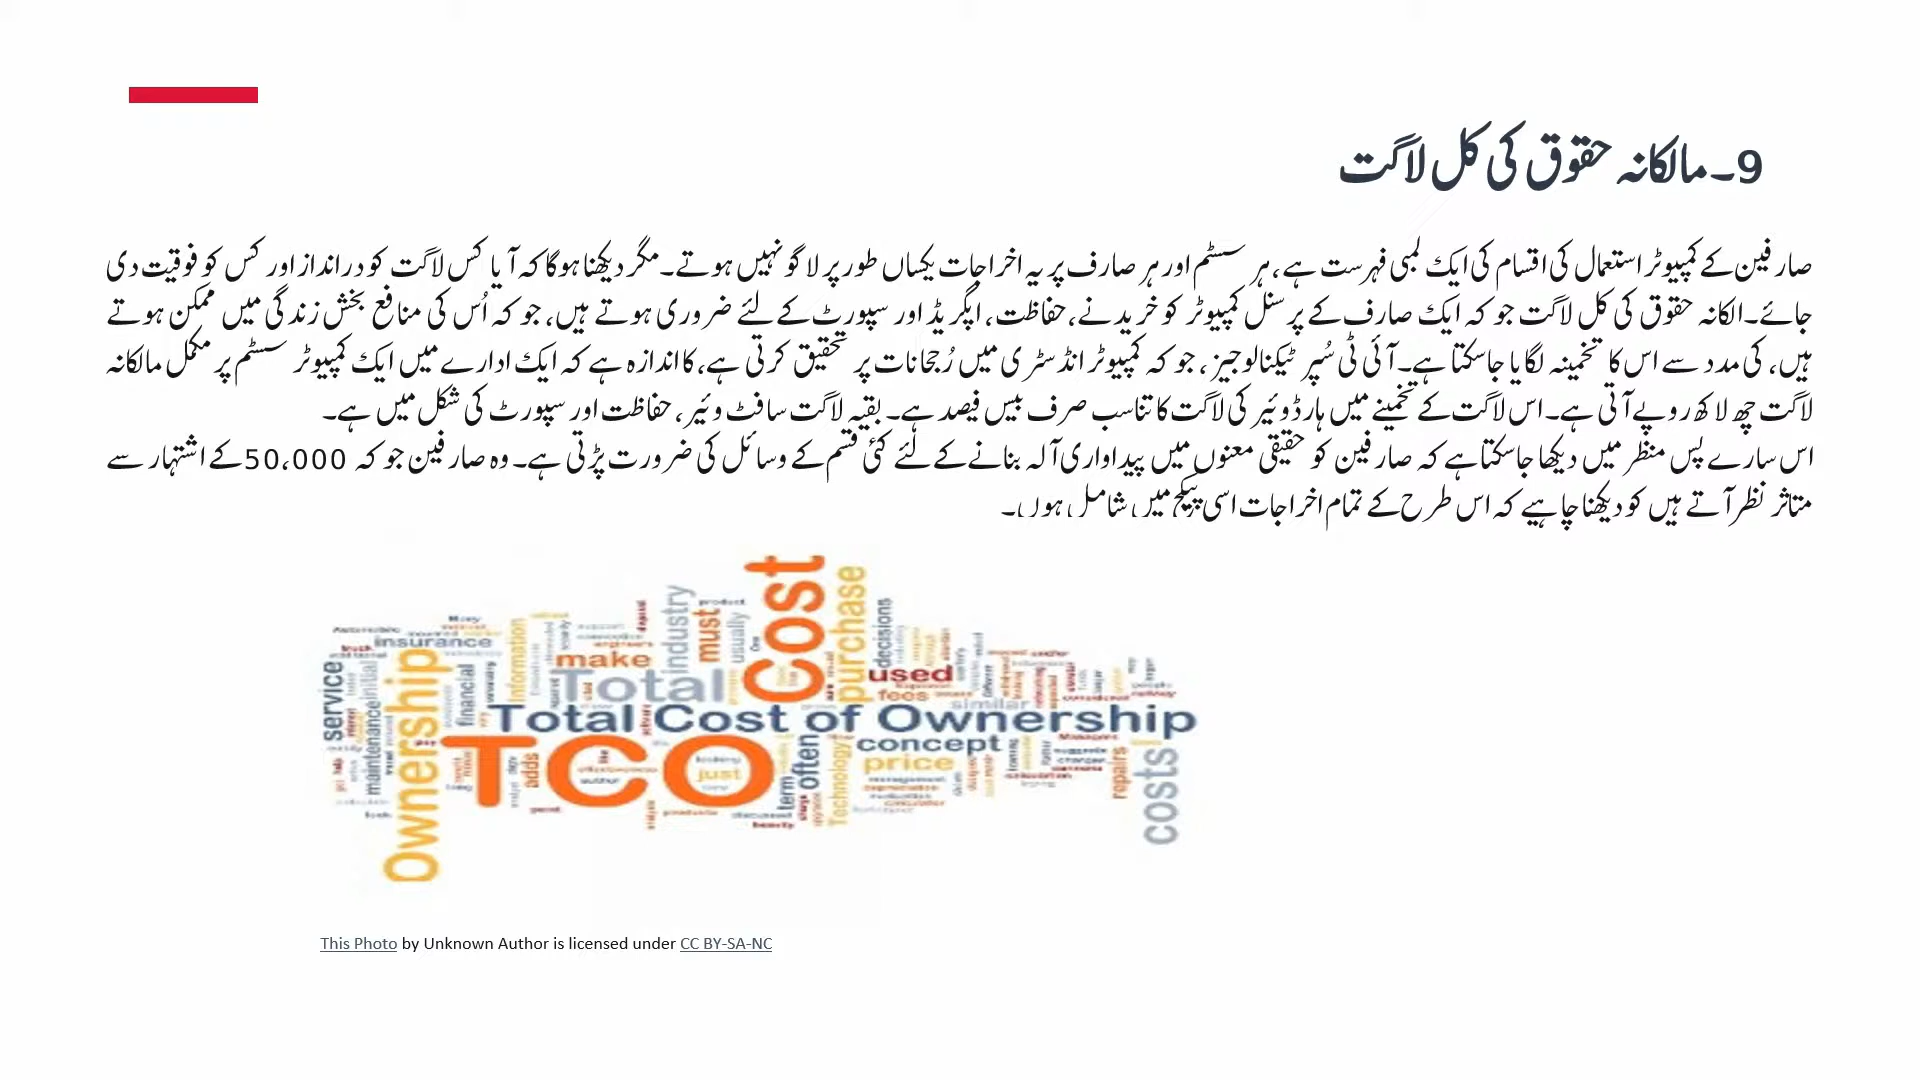 9۔ مالکانہ حقوق کی کل لاگت
صارفین کے کمپیوٹر استعمال کی اقسام کی ایک لمبی فہرست ہے، ہر سسٹم اور ہر صارف پر یہ اخراجات یکساں طور پر لاگو نہیں ہوتے۔ مگر دیکھنا ہوگا کہ آیا کس لاگت کو درانداز اور کس کو فوقیت دی
جائے۔ الکانہ حقوق کی کل لاگت جو کہ ایک صارف کے پرسنل کمپیوٹر کو خریدنے، حفاظت، اپگریڈ اور سپورٹ کے لئے ضروری ہوتے ہیں، جو کہ اُس کی منافع بخش زندگی میں ممکن ہوتے
ہیں، کی مدد سے اس کا تخمینہ لگایا جاسکتا ہے۔ آئی ٹی سُپر ٹیکنالوجیز، جو کہ کمپیوٹر انڈسٹری میں رُجحانات پر تحقیق کرتی ہے، کا اندازہ ہے کہ ایک ادارے میں ایک کمپیوٹر سسٹم پر مکمل مالکانہ
لاگت چھ لاکھ روپے آتی ہے۔ اس لاگت کے تخمینے میں ہارڈوئیر کی لاگت کا تناسب صرف بیس فیصد ہے۔ بقیہ لاگت سافٹ وئیر، حفاظت اور سپورٹ کی شکل میں ہے۔
اس سارے پس منظر میں دیکھا جاسکتا ہے کہ صارفین کو حقیقی معنوں میں پیداواری آلہ بنانے کے لئے کئی قسم کے وسائل کی ضرورت پڑتی ہے۔ وہ صارفین جو کہ 50،000 کے اشتہار سے
متاثر نظر آتے ہیں کو دیکھنا چاہیے کہ اس طرح کے تمام اخراجات اسی پیکج میں شامل ہوں۔
Cost
purchase
industry
must
usually
decisions
Information
insurance
make
used
fees
service
Ownership
initial
maintenance
financial
Total
similar
Total Cost of Ownership
TCO
just
adds
often
term
Technology
concept
price
repairs
costs
This Photo by Unknown Author is licensed under CC BY-SA-NC